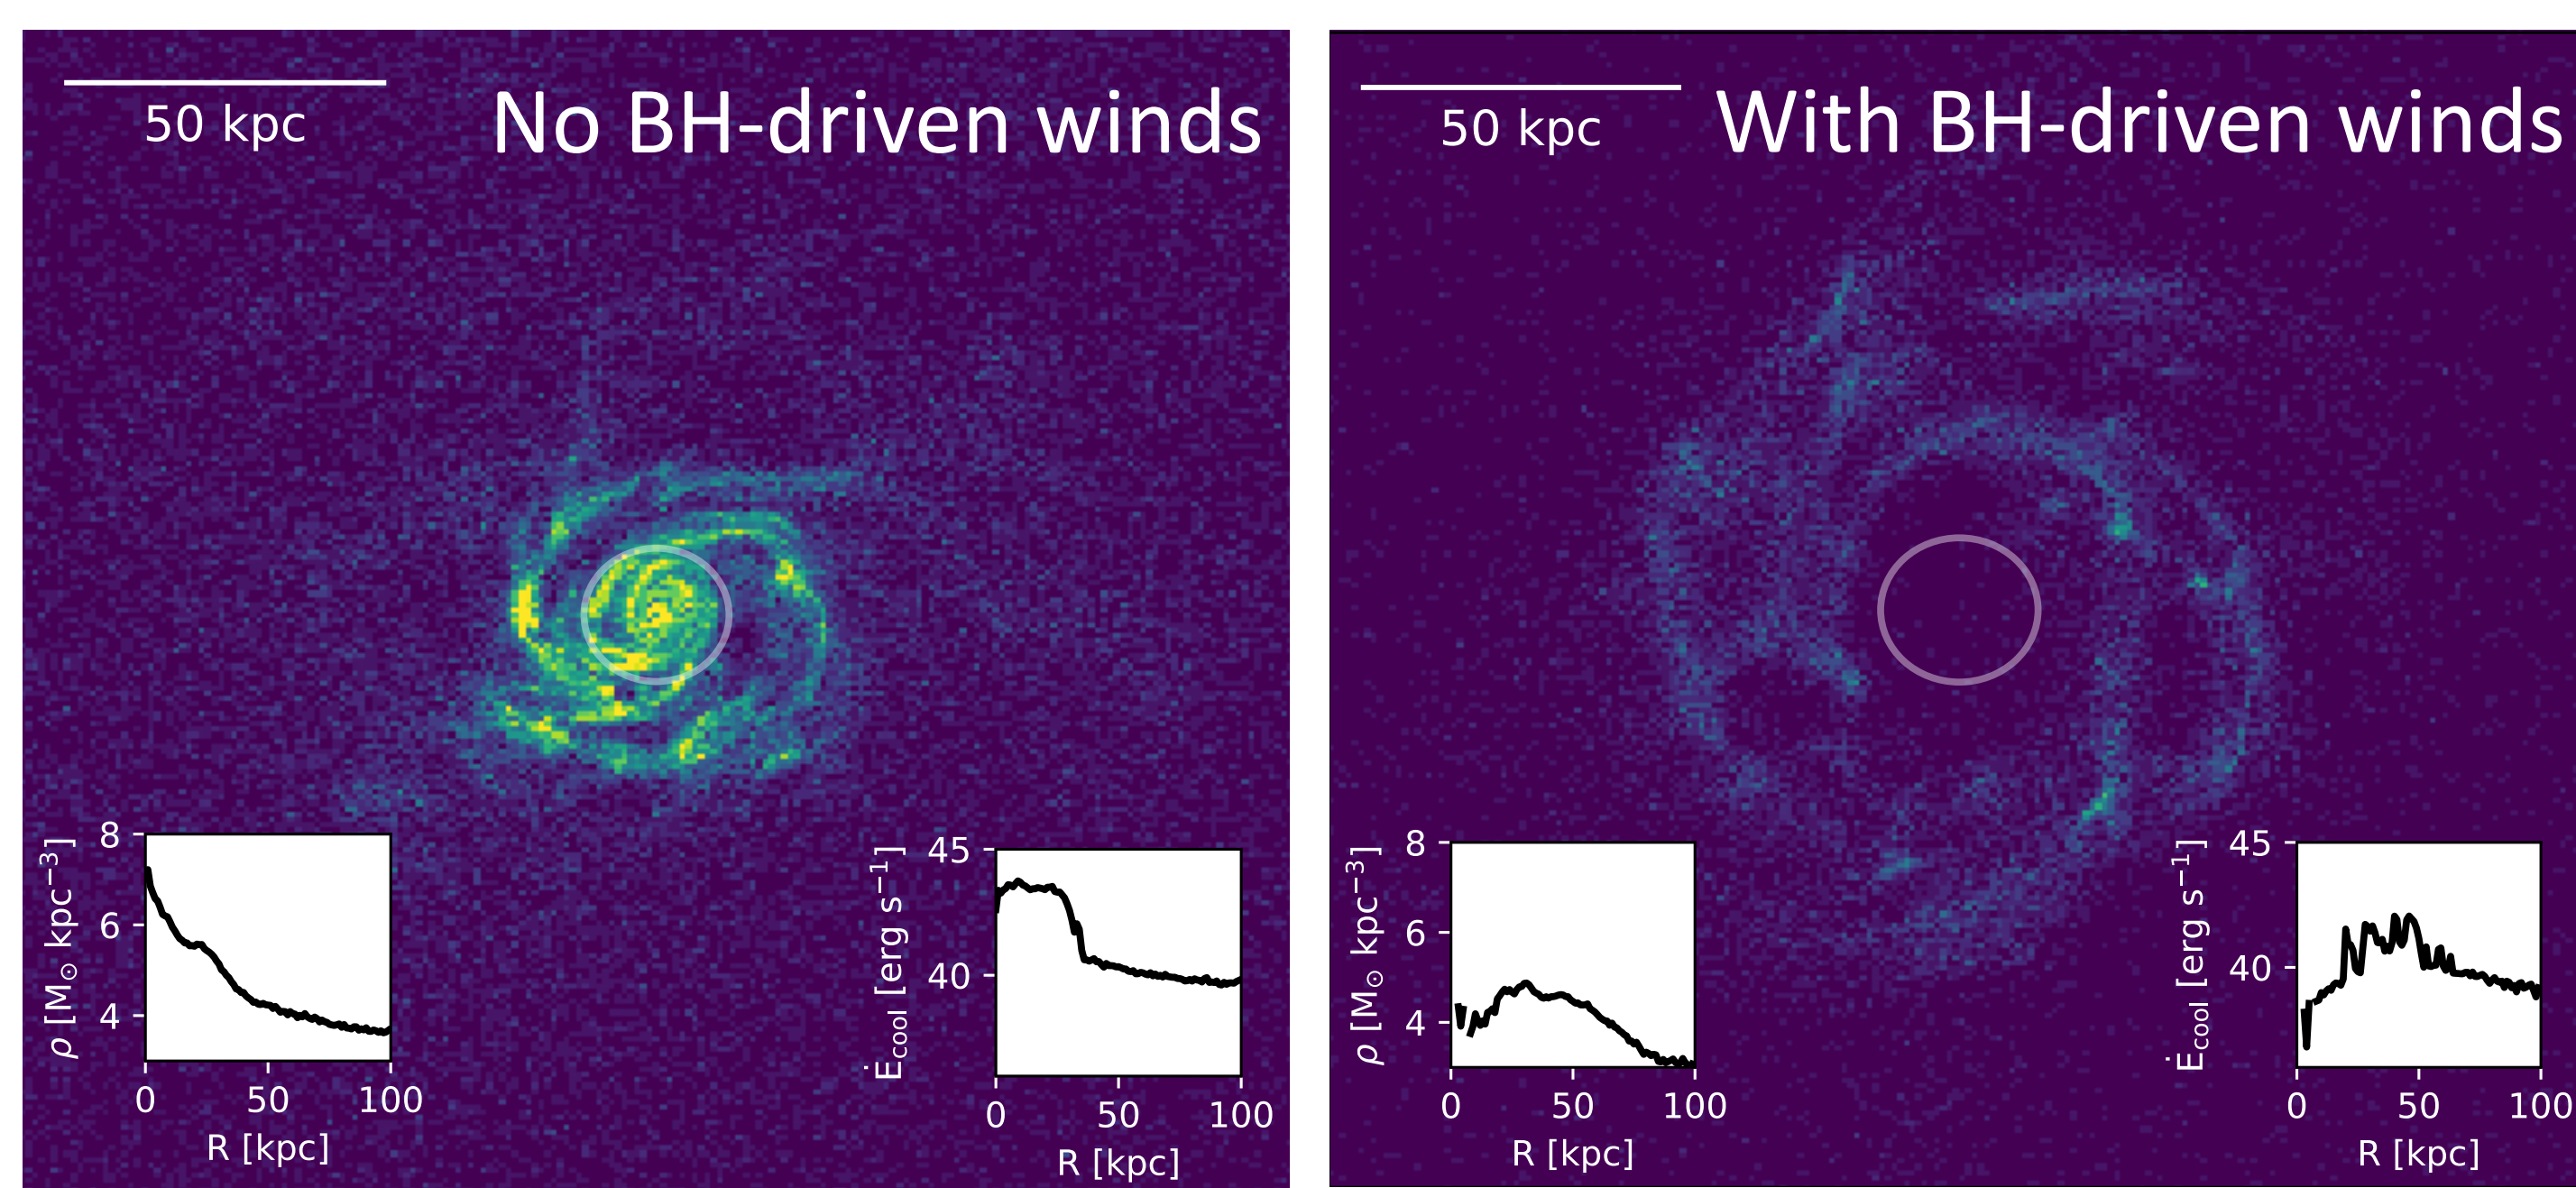 50 kpc
No BH-driven winds
8
6
4
ρ [M☉ kpc⁻³]
0 50 100
R [kpc]
45
40
Ė_cool [erg s⁻¹]
0 50 100
R [kpc]
50 kpc
With BH-driven winds
8
6
4
ρ [M☉ kpc⁻³]
0 50 100
R [kpc]
45
40
Ė_cool [erg s⁻¹]
0 50 100
R [kpc]